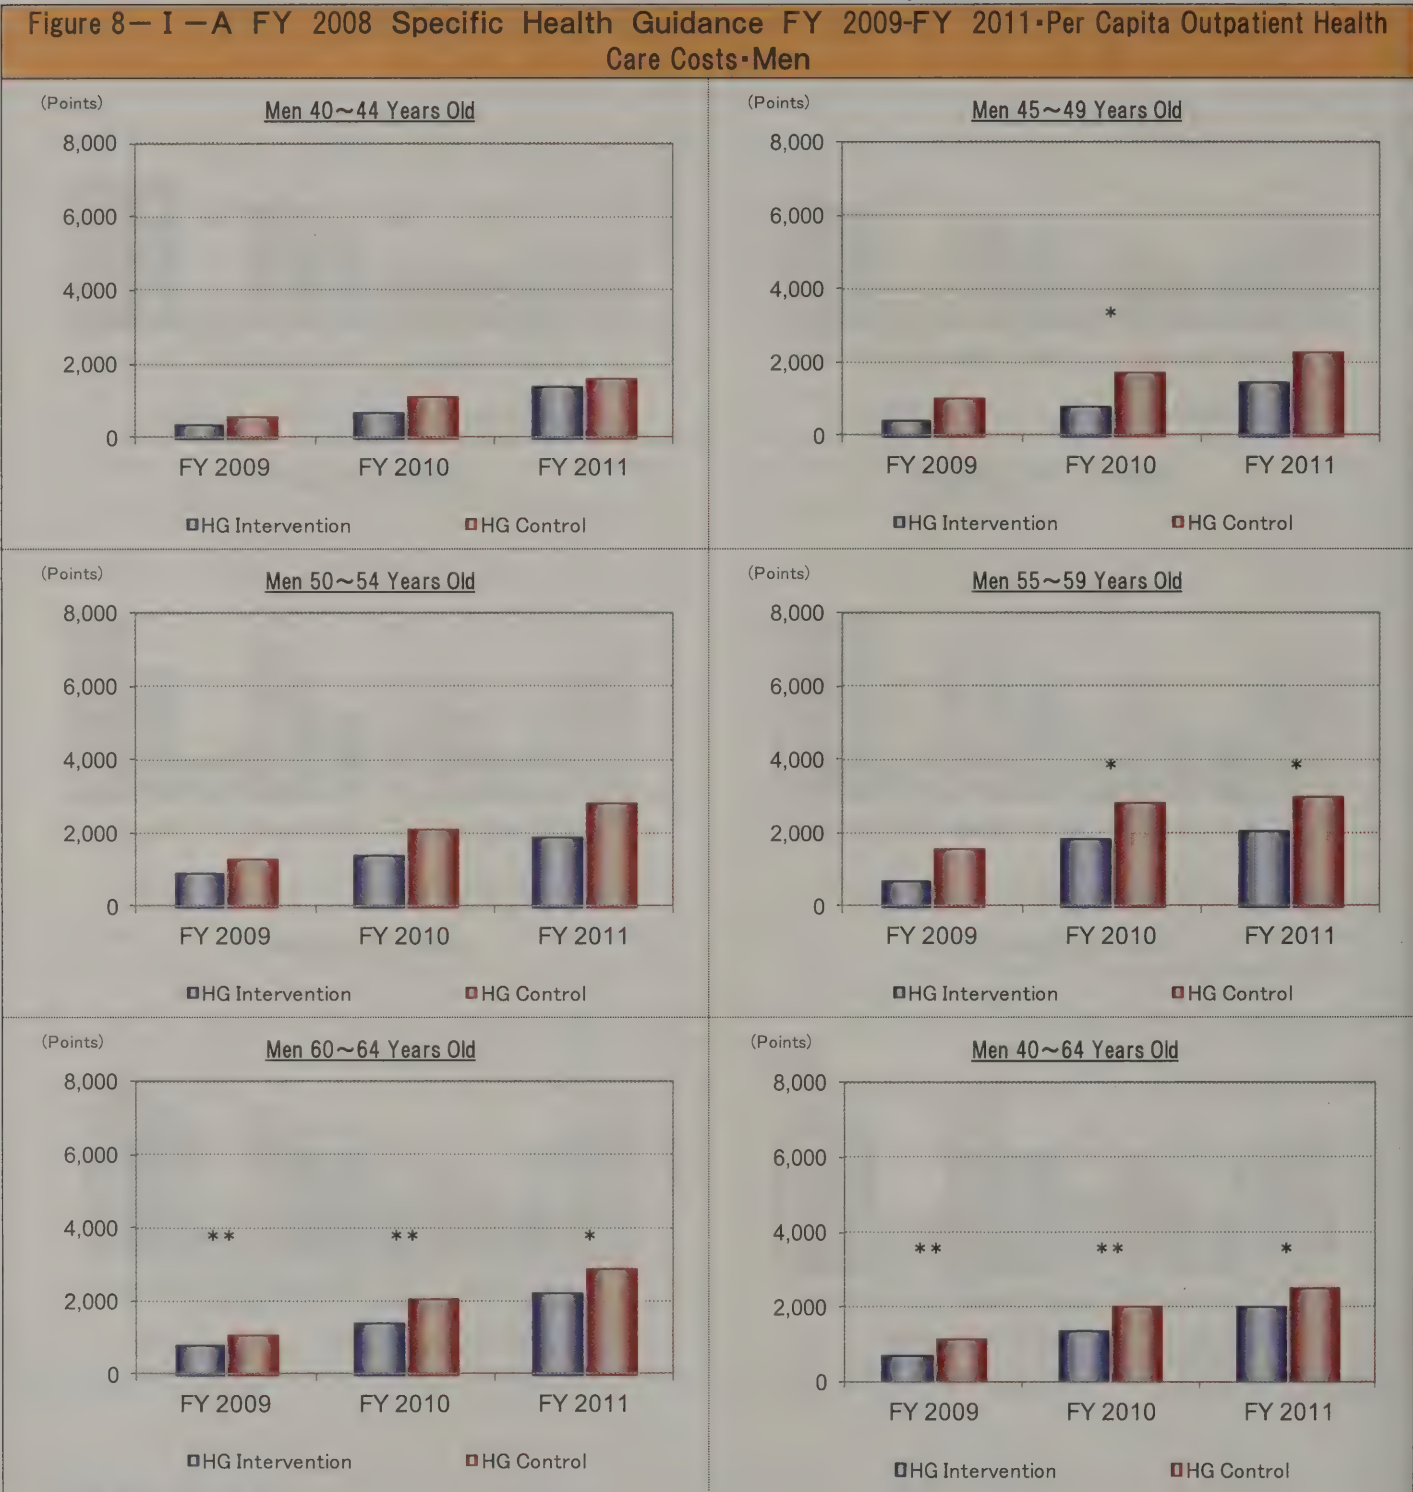 Figure 8－Ⅰ－A FY 2008 Specific Health Guidance FY 2009-FY 2011･Per Capita Outpatient Health
Care Costs･Men
(Points)
Men 40～44 Years Old
8,000
6,000
4,000
2,000
0
FY 2009 FY 2010 FY 2011
HG Intervention HG Control
(Points)
Men 45～49 Years Old
8,000
6,000
4,000
*
2,000
0
FY 2009 FY 2010 FY 2011
HG Intervention HG Control
(Points)
Men 50～54 Years Old
8,000
6,000
4,000
2,000
0
FY 2009 FY 2010 FY 2011
HG Intervention HG Control
(Points)
Men 55～59 Years Old
8,000
6,000
4,000
* *
2,000
0
FY 2009 FY 2010 FY 2011
HG Intervention HG Control
(Points)
Men 60～64 Years Old
8,000
6,000
4,000
** ** *
2,000
0
FY 2009 FY 2010 FY 2011
HG Intervention HG Control
(Points)
Men 40～64 Years Old
8,000
6,000
4,000
** ** *
2,000
0
FY 2009 FY 2010 FY 2011
HG Intervention HG Control